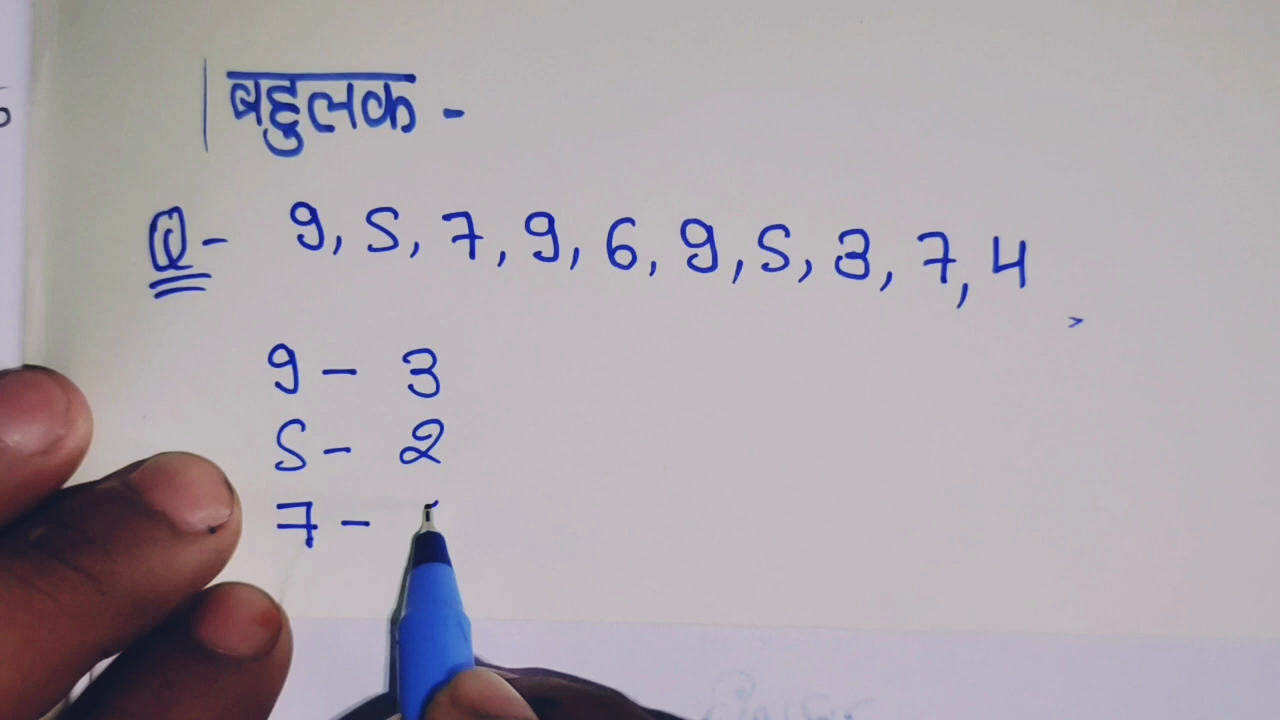 बहुलक -
Q- 9, 5, 7, 9, 6, 9, 5, 3, 7, 4
9 - 3
5 - 2
7 -